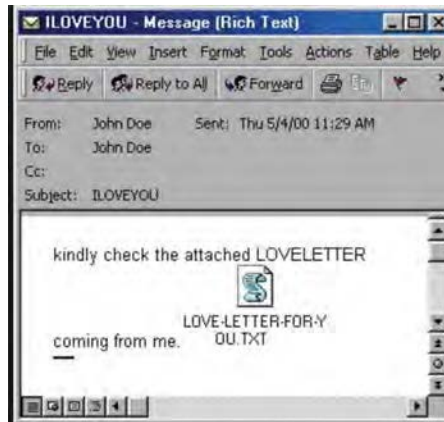 ILOVEYOU - Message (Rich Text)
File Edit View Insert Format Tools Actions Table Help
Reply Reply to All Forward
From: John Doe Sent: Thu 5/4/00 11:29 AM
To: John Doe
Cc:
Subject: ILOVEYOU
kindly check the attached LOVELETTER
LOVE-LETTER-FOR-Y
OU.TXT
coming from me.